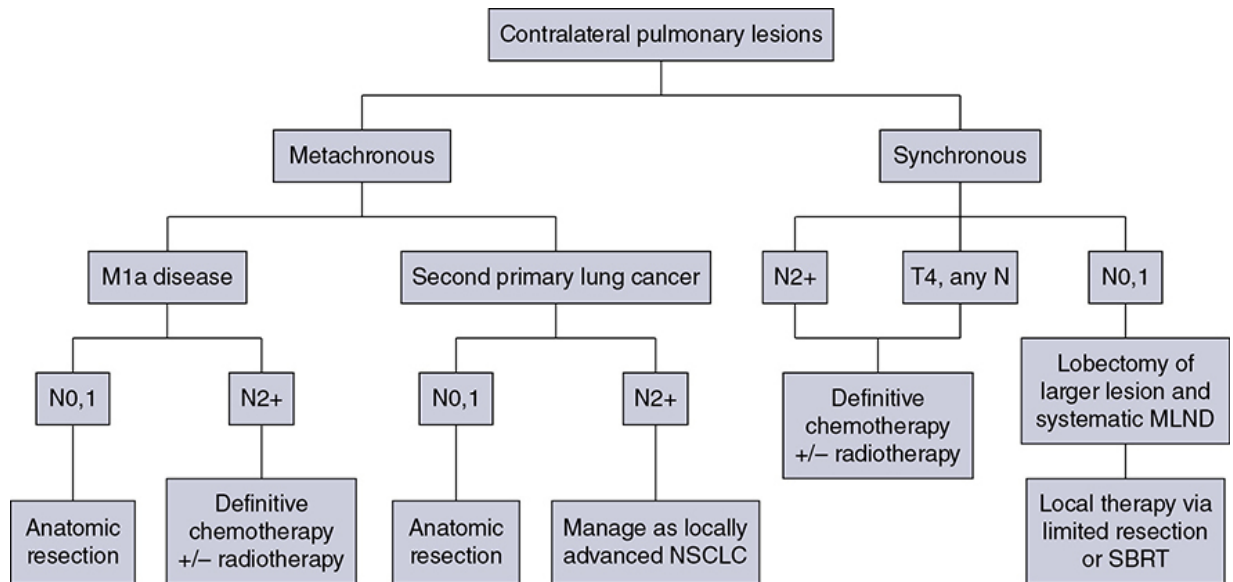 Contralateral pulmonary lesions
Metachronous
Synchronous
M1a disease
Second primary lung cancer
N2+
T4, any N
N0,1
N0,1
N2+
N0,1
N2+
Definitive
chemotherapy
+/– radiotherapy
Lobectomy of
larger lesion and
systematic MLND
Anatomic
resection
Definitive
chemotherapy
+/– radiotherapy
Anatomic
resection
Manage as locally
advanced NSCLC
Local therapy via
limited resection
or SBRT